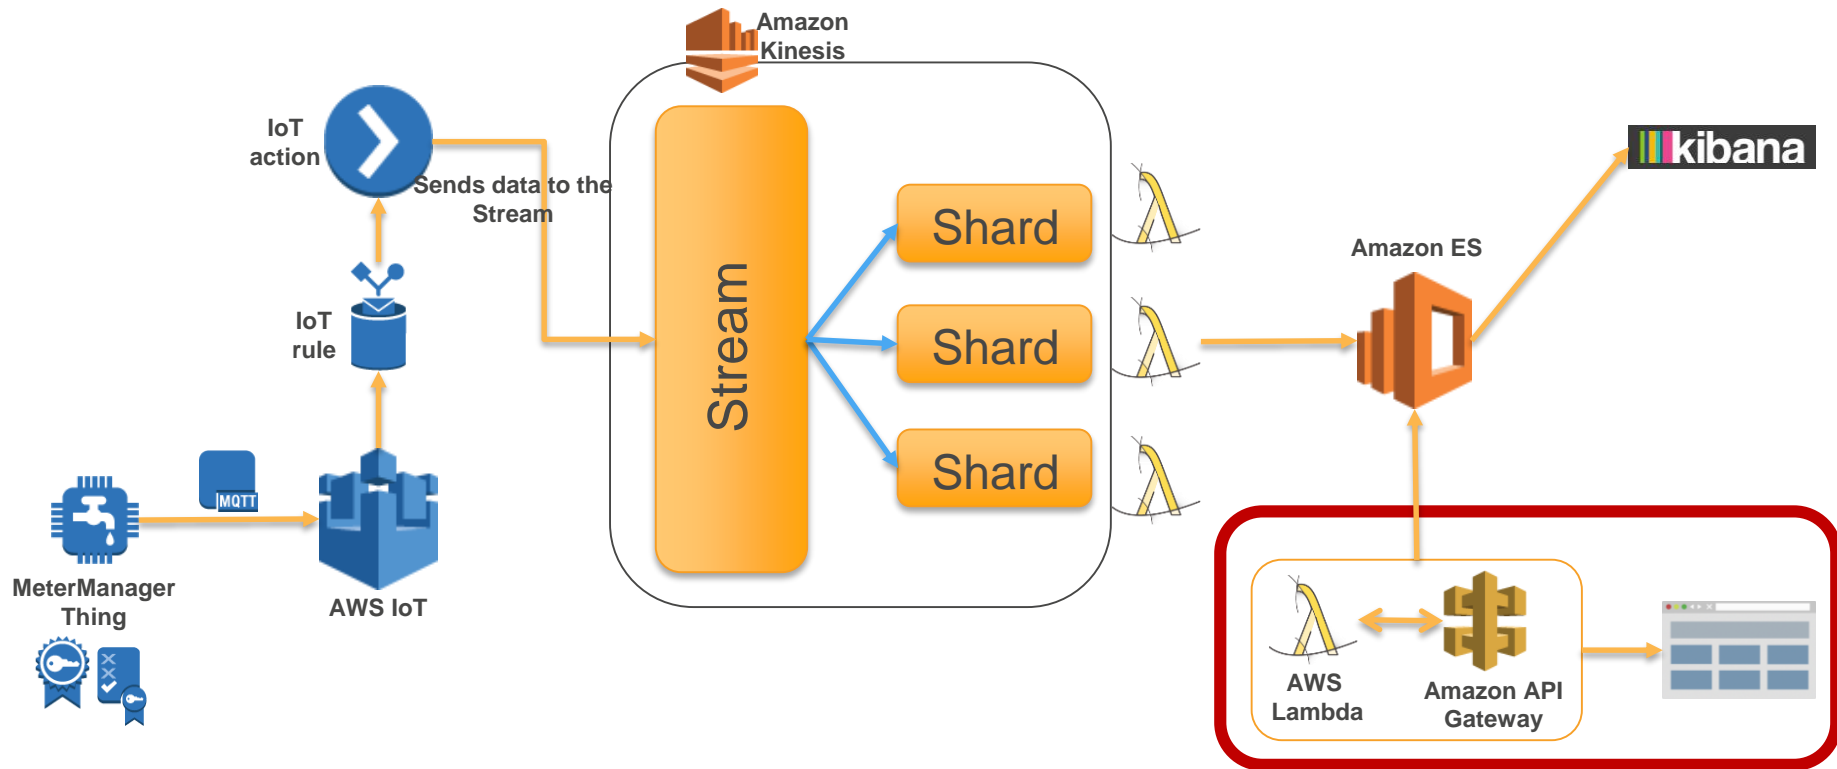 Amazon
Kinesis
IoT
action
Sends data to the
Stream
IoT
rule
MQTT
MeterManager
Thing
AWS IoT
Stream
Shard
Shard
Shard
Amazon ES
kibana
AWS
Lambda
Amazon API
Gateway